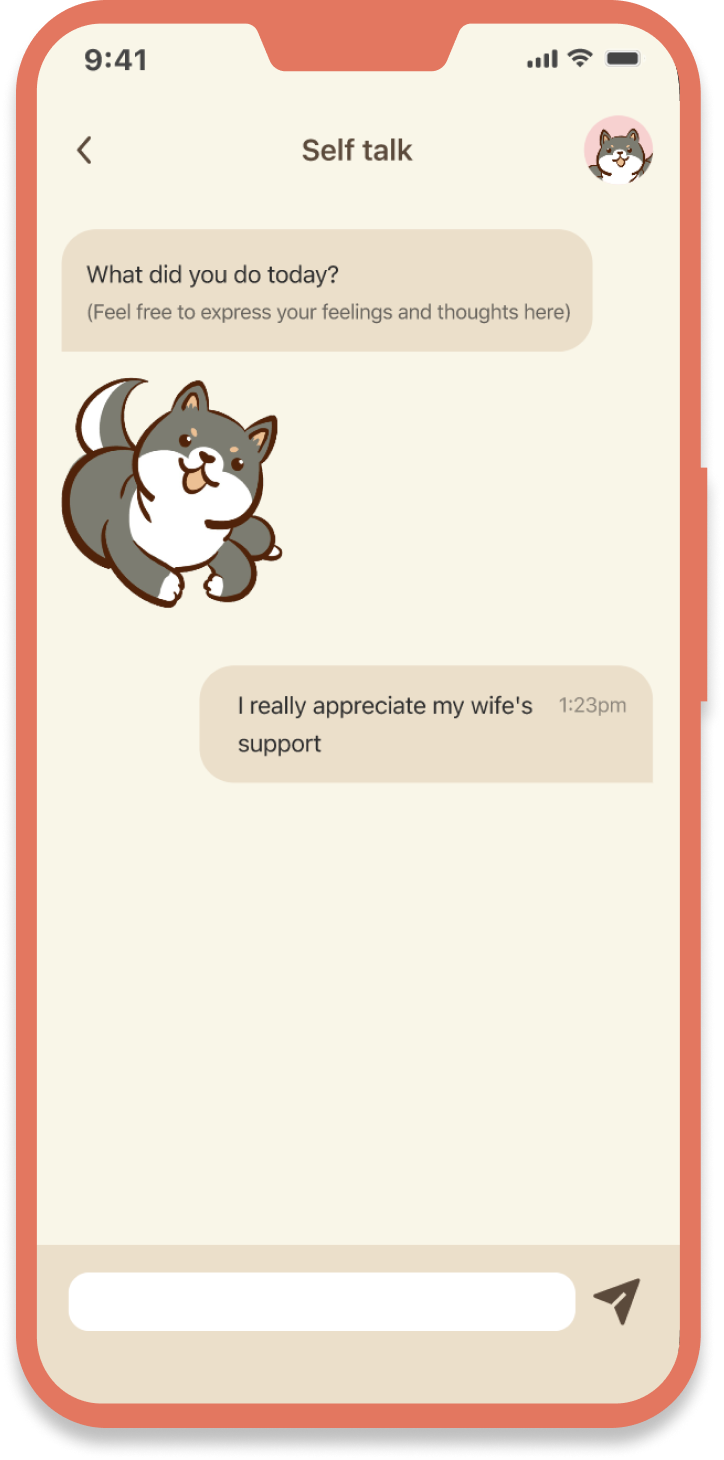 9:41
Self talk
What did you do today?
(Feel free to express your feelings and thoughts here)
I really appreciate my wife's 1:23pm
support